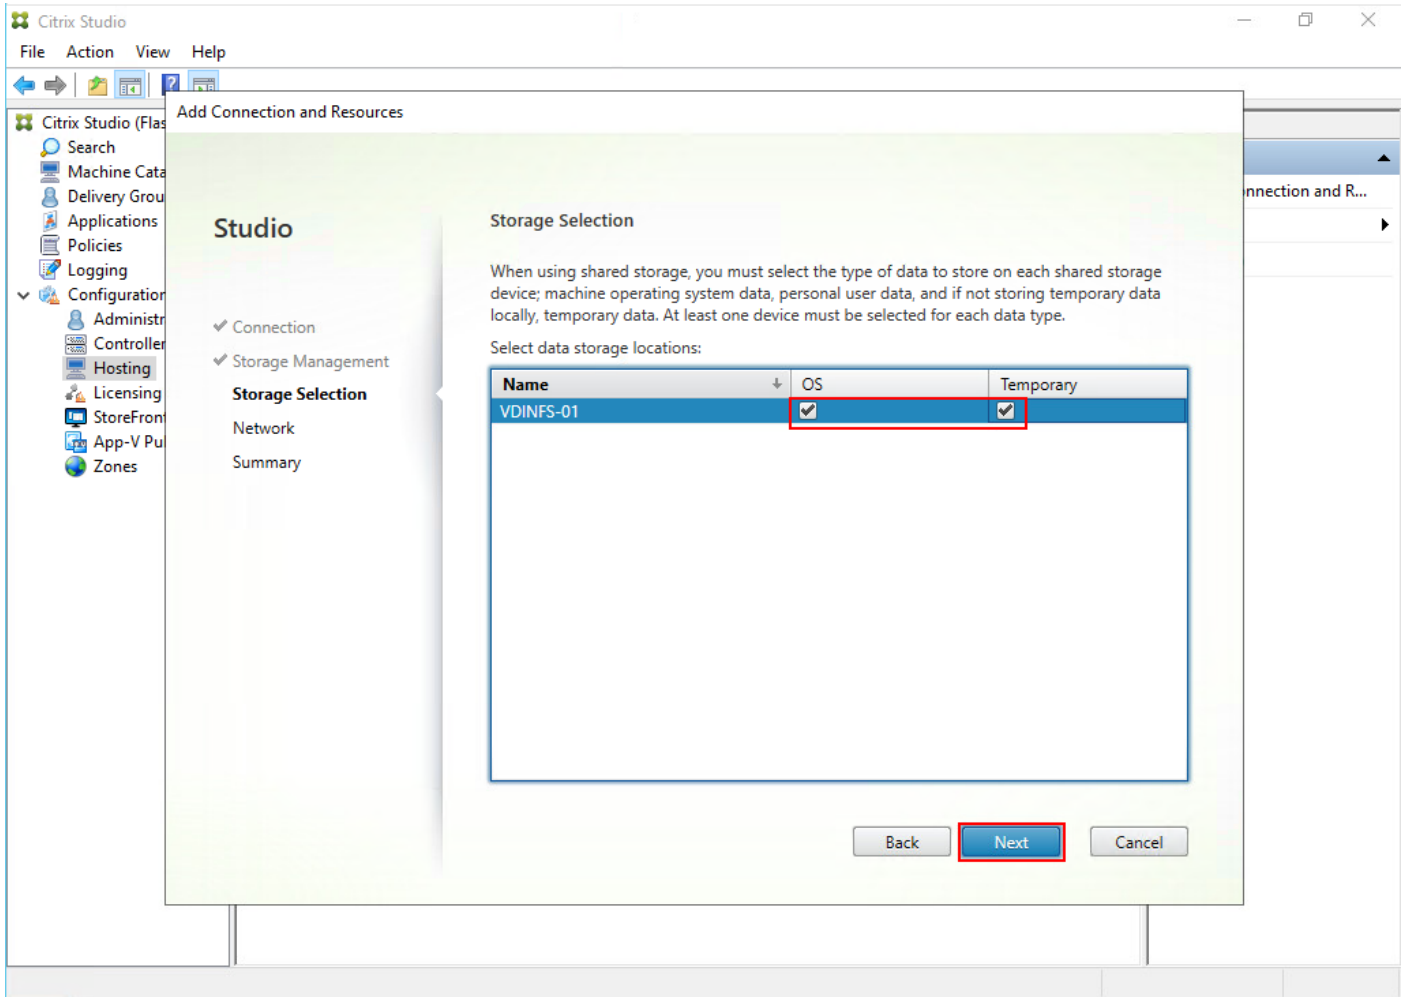 Citrix Studio
File Action View Help
Add Connection and Resources
Citrix Studio (Flas
Search
Machine Cata
Delivery Grou
Applications
Policies
Logging
Configuration
Administr
Controller
Hosting
Licensing
StoreFront
App-V Pu
Zones
Studio
Connection
Storage Management
Storage Selection
Network
Summary
Storage Selection
When using shared storage, you must select the type of data to store on each shared storage
device; machine operating system data, personal user data, and if not storing temporary data
locally, temporary data. At least one device must be selected for each data type.
Select data storage locations:
Name OS Temporary
VDINFS-01
Back Next Cancel
onnection and R...